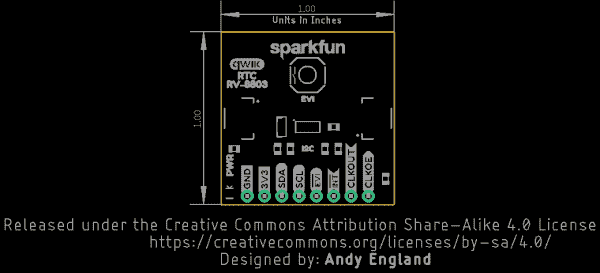 1.00
Units In Inches
sparkfun
qwiic
RTC
RV-8803
EVI
1.00
I2C
PWR
GND
3V3
SDA
SCL
EVI
INT
CLKOUT
CLKOE
Released under the Creative Commons Attribution Share-Alike 4.0 License
https://creativecommons.org/licenses/by-sa/4.0/
Designed by: Andy England